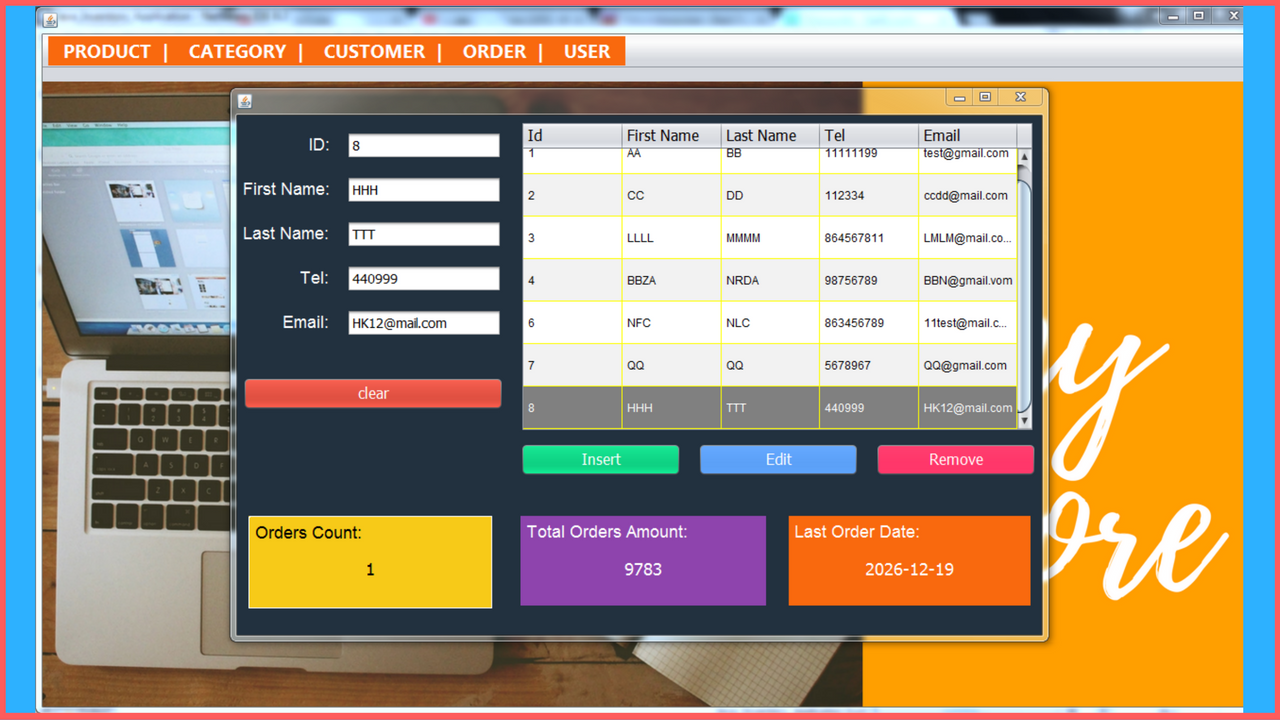 PRODUCT | CATEGORY | CUSTOMER | ORDER | USER
ID: 8
First Name: HHH
Last Name: TTT
Tel: 440999
Email: HK12@mail.com
clear
Id First Name Last Name Tel Email
1 AA BB 11111199 test@gmail.com
2 CC DD 112334 ccdd@mail.com
3 LLLL MMMM 864567811 LMLM@mail.co...
4 BBZA NRDA 98756789 BBN@gmail.vom
6 NFC NLC 863456789 11test@mail.c...
7 QQ QQ 5678967 QQ@gmail.com
8 HHH TTT 440999 HK12@mail.com
Insert Edit Remove
Orders Count:
1
Total Orders Amount:
9783
Last Order Date:
2026-12-19